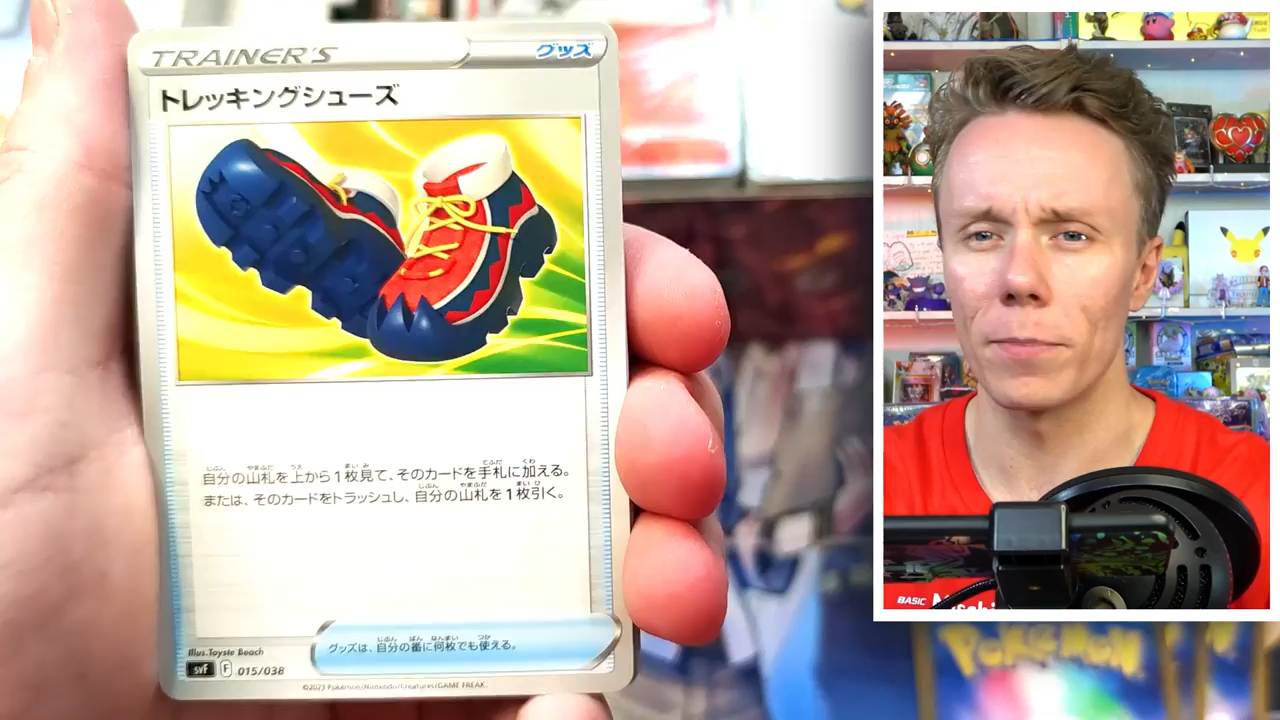 TRAINER'S
グッズ
トレッキングシューズ
自分の山札を上から1枚見て、そのカードを手札に加える。
または、そのカードをトラッシュし、自分の山札を1枚引く。
グッズは、自分の番に何枚でも使える。
Illus.Toyste Beach
svF F 015/038
©2023 Pokémon/Nintendo/Creatures/GAME FREAK.
BASIC
POKÉMON